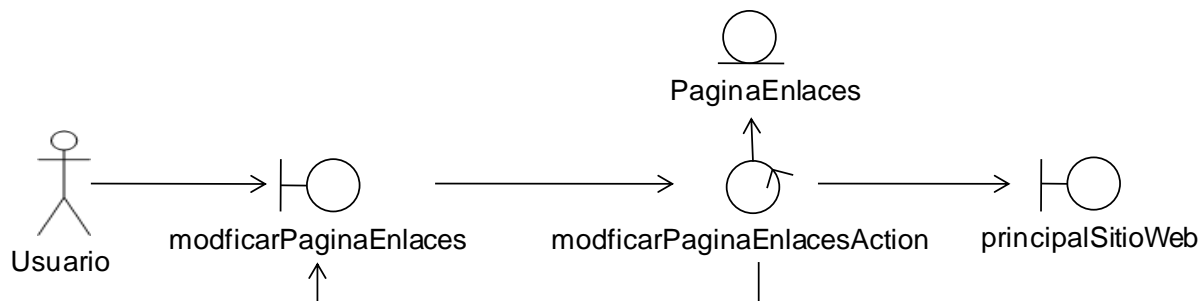 PaginaEnlaces
modficarPaginaEnlaces
modficarPaginaEnlacesAction
principalSitioWeb
Usuario